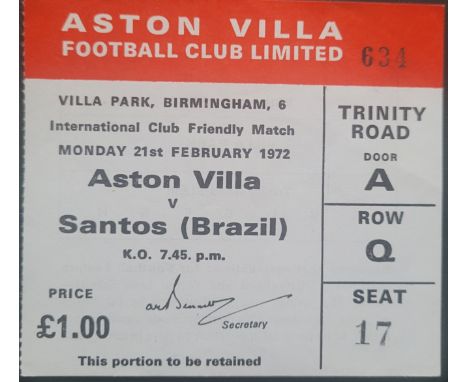 ASTON VILLA
FOOTBALL CLUB LIMITED 634
VILLA PARK, BIRMINGHAM, 6
International Club Friendly Match
MONDAY 21ST FEBRUARY 1972
Aston Villa
v
Santos (Brazil)
K.O. 7.45. p.m.
PRICE
£1.00
Secretary
This portion to be retained
TRINITY
ROAD
DOOR
A
ROW
Q
SEAT
17